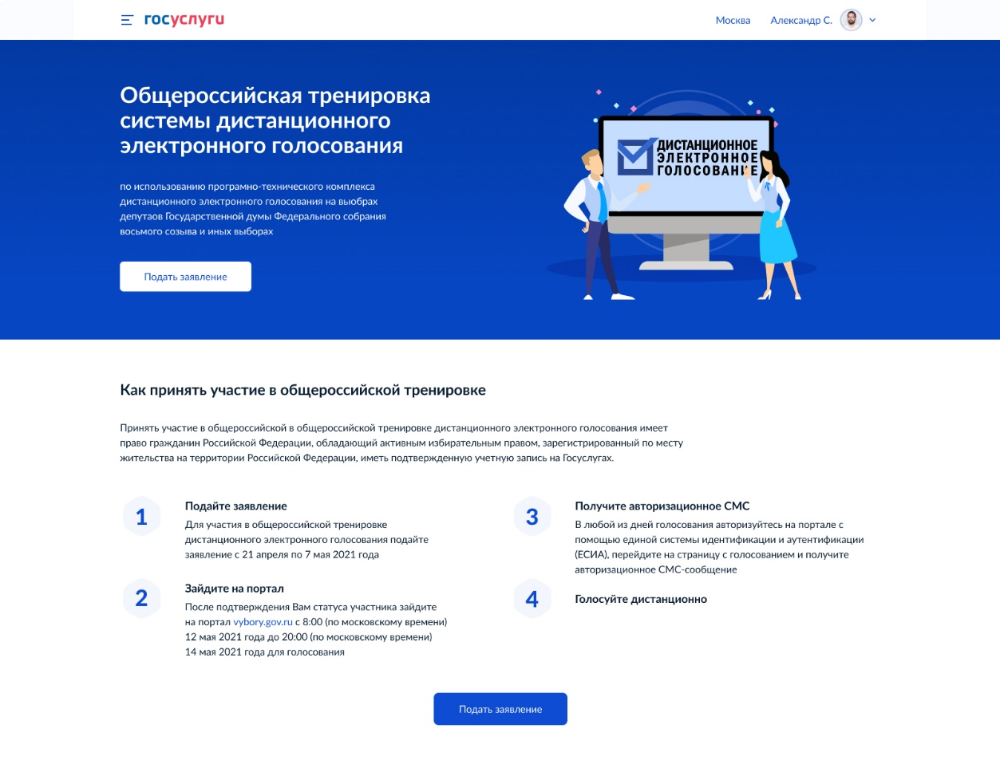 госуслуги
Москва
Александр С.
Общероссийская тренировка
системы дистанционного
электронного голосования
по использованию програмно-технического комплекса
дистанционного электронного голосования на выобрах
депутаов Государственной думы Федерального собрания
восьмого созыва и иных выборах
Подать заявление
ДИСТАНЦИОННОЕ
ЭЛЕКТРОННОЕ
ГОЛОСОВАНИЕ
Как принять участие в общероссийской тренировке
Принять участие в общероссийской в общероссийской тренировке дистанционного электронного голосования имеет
право гражданин Российской Федерации, обладающий активным избирательным правом, зарегистрированный по месту
жительства на территории Российской Федерации, иметь подтвержденную учетную запись на Госуслугах.
1
Подайте заявление
Для участия в общероссийской тренировке
дистанционного электронного голосования подайте
заявление с 21 апреля по 7 мая 2021 года
2
Зайдите на портал
После подтверждения Вам статуса участника зайдите
на портал vybory.gov.ru с 8:00 (по московскому времени)
12 мая 2021 года до 20:00 (по московскому времени)
14 мая 2021 года для голосования
3
Получите авторизационное СМС
В любой из дней голосования авторизуйтесь на портале с
помощью единой системы идентификации и аутентификации
(ЕСИА), перейдите на страницу с голосованием и получите
авторизационное СМС-сообщение
4
Голосуйте дистанционно
Подать заявление